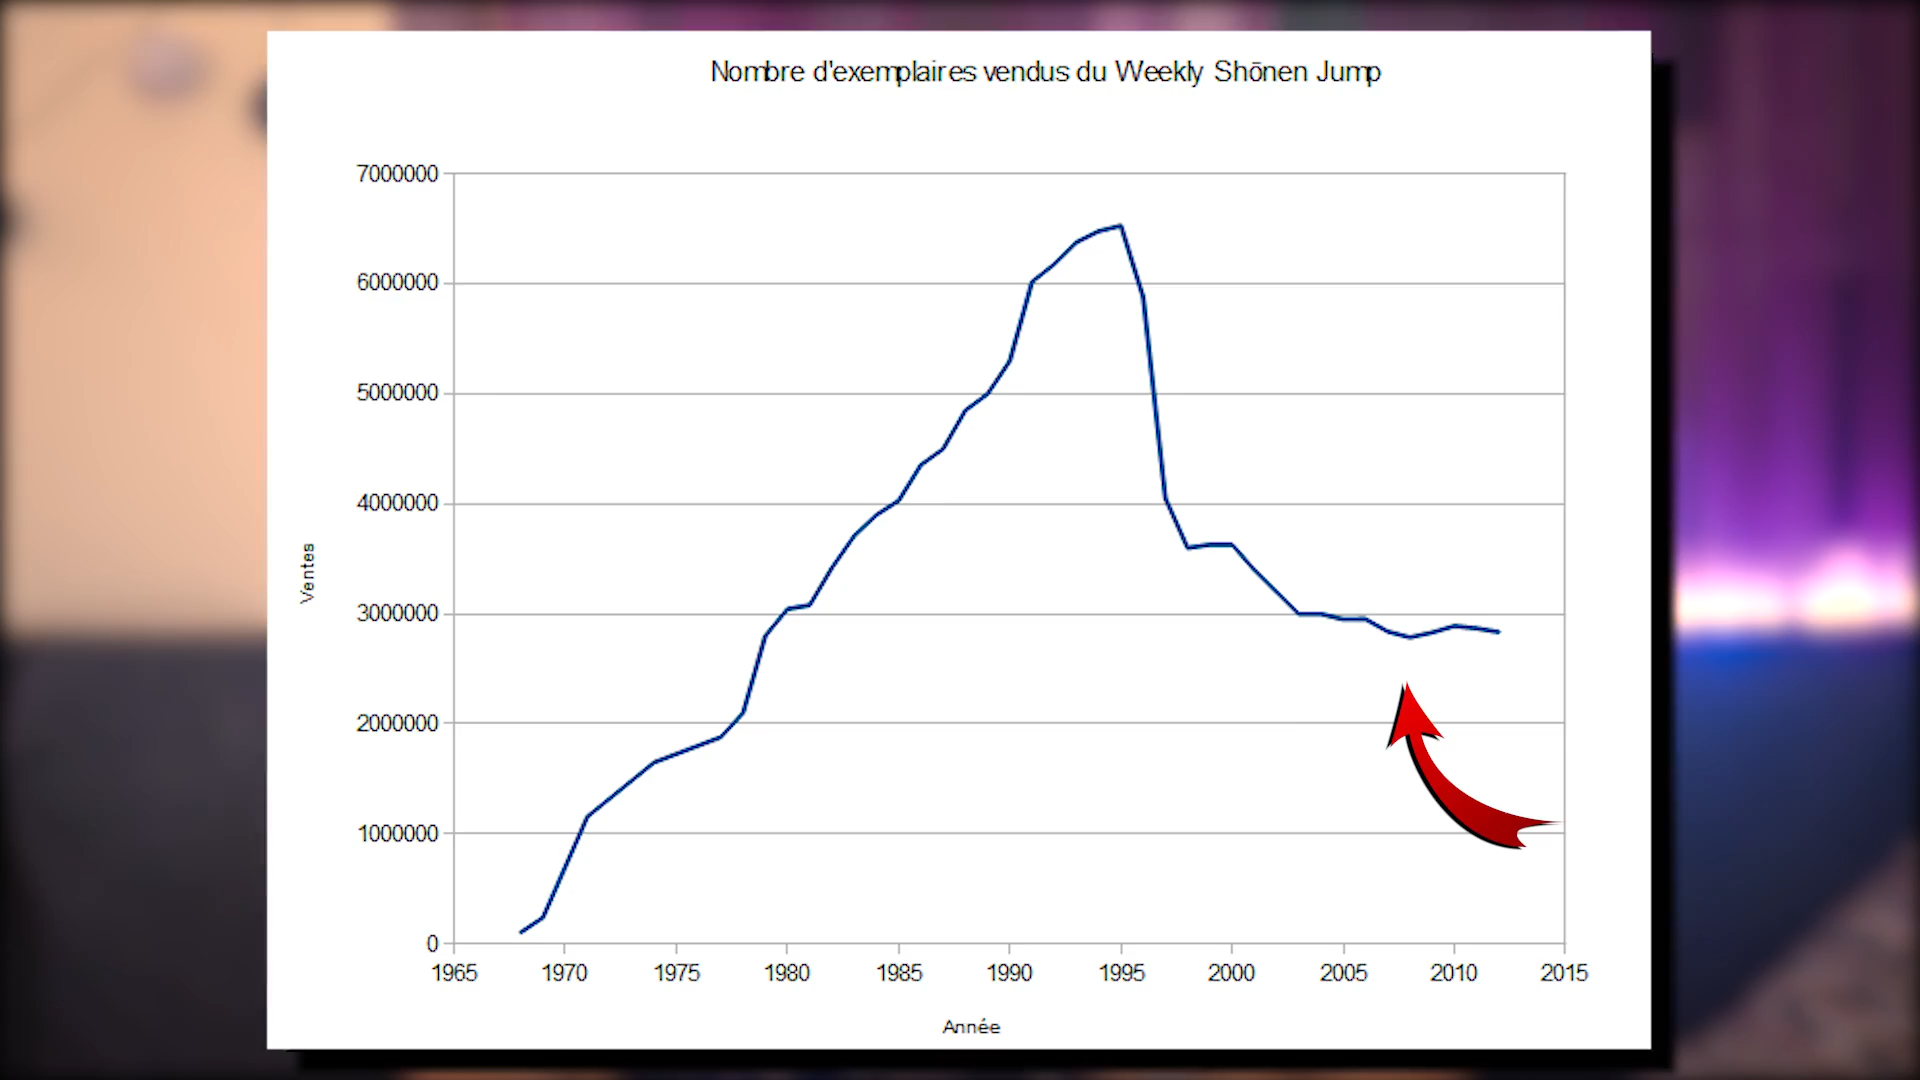 Nombre d'exemplaires vendus du Weekly Shōnen Jump
7000000
6000000
5000000
4000000
3000000
2000000
1000000
0
Ventes
1965 1970 1975 1980 1985 1990 1995 2000 2005 2010 2015
Année